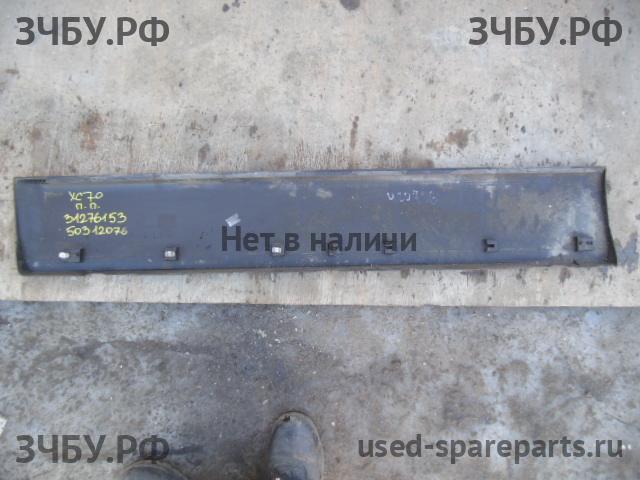 ЗЧБУ.РФ
ЗЧБУ.РФ
XC70
П.П.
31276153
50312076
Нет в наличи
ЗЧБУ.РФ
used-spareparts.ru